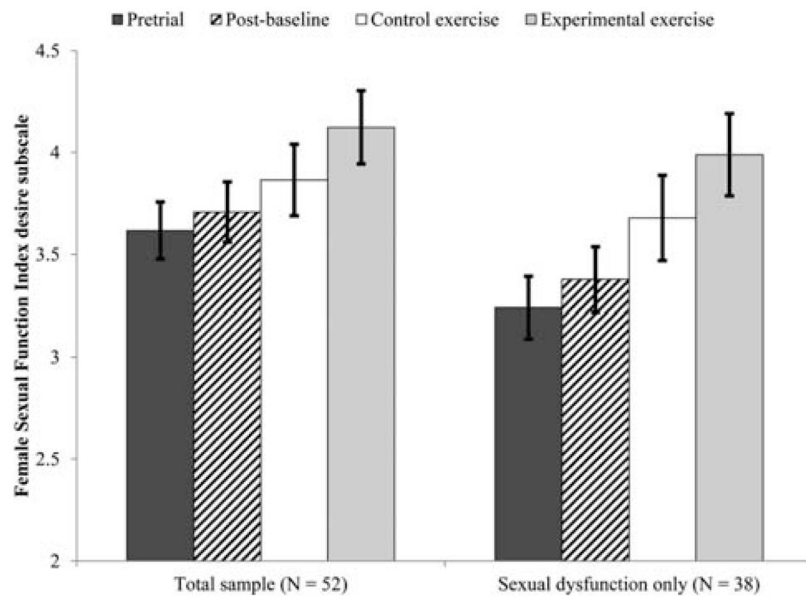 Pretrial Post-baseline Control exercise Experimental exercise
4.5
4
3.5
3
2.5
2
Female Sexual Function Index desire subscale
Total sample (N = 52) Sexual dysfunction only (N = 38)